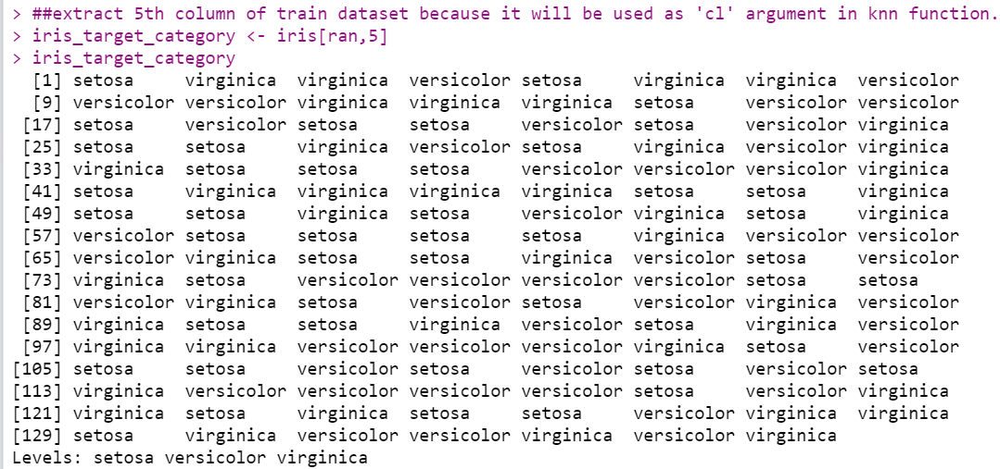 > ##extract 5th column of train dataset because it will be used as 'cl' argument in knn function.
> iris_target_category <- iris[ran,5]
> iris_target_category
  [1] setosa     virginica  virginica  versicolor setosa     virginica  virginica  versicolor
  [9] versicolor versicolor virginica  virginica  virginica  setosa     versicolor versicolor
 [17] setosa     versicolor setosa     setosa     versicolor setosa     versicolor virginica
 [25] setosa     setosa     virginica  versicolor setosa     virginica  versicolor virginica
 [33] virginica  setosa     setosa     setosa     versicolor versicolor versicolor virginica
 [41] setosa     virginica  virginica  virginica  virginica  setosa     setosa     virginica
 [49] setosa     setosa     virginica  setosa     versicolor virginica  setosa     virginica
 [57] versicolor setosa     setosa     setosa     setosa     virginica  versicolor versicolor
 [65] versicolor virginica  setosa     setosa     virginica  versicolor setosa     versicolor
 [73] virginica  setosa     versicolor versicolor versicolor versicolor setosa     setosa
 [81] versicolor virginica  setosa     versicolor setosa     versicolor virginica  versicolor
 [89] virginica  setosa     setosa     virginica  versicolor setosa     virginica  versicolor
 [97] virginica  virginica  versicolor versicolor versicolor virginica  setosa     versicolor
[105] setosa     setosa     versicolor setosa     versicolor setosa     versicolor setosa
[113] virginica  versicolor versicolor versicolor versicolor setosa     versicolor virginica
[121] virginica  setosa     virginica  setosa     setosa     versicolor virginica  virginica
[129] setosa     virginica  versicolor versicolor virginica  versicolor virginica
Levels: setosa versicolor virginica